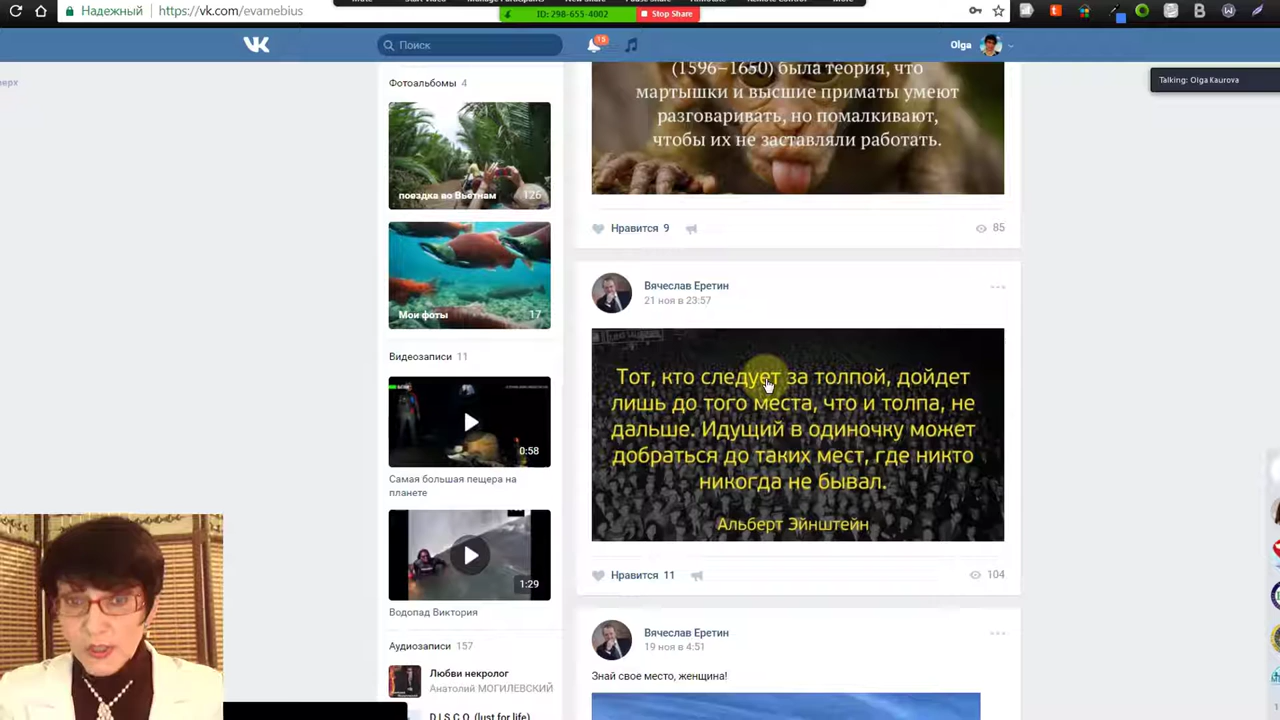 Надежный
https://vk.com/evamebius
ID: 298-655-4002
Stop Share
Поиск
15
Olga
Talking: Olga Kaurova
ерх
Фотоальбомы 4
поездка во Вьетнам 126
Мои фоты 17
Видеозаписи 11
0:58
Самая большая пещера на
планете
1:29
Водопад Виктория
Аудиозаписи 157
Любви некролог
Анатолий МОГИЛЕВСКИЙ
D.I.S.C.O. (lust for life)
(1596–1650) была теория, что
мартышки и высшие приматы умеют
разговаривать, но помалкивают,
чтобы их не заставляли работать.
Нравится 9
85
Вячеслав Еретин
21 ноя в 23:57
Тот, кто следует за толпой, дойдет
лишь до того места, что и толпа, не
дальше. Идущий в одиночку может
добраться до таких мест, где никто
никогда не бывал.
Альберт Эйнштейн
Нравится 11
104
Вячеслав Еретин
19 ноя в 4:51
Знай свое место, женщина!